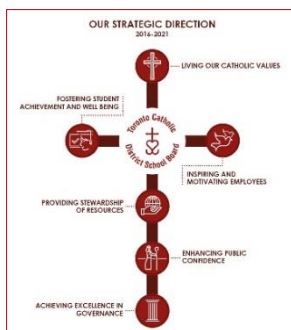 OUR STRATEGIC DIRECTION
2016-2021
LIVING OUR CATHOLIC VALUES
FOSTERING STUDENT
ACHIEVEMENT AND WELL BEING
Toronto Catholic
District School Board
INSPIRING AND
MOTIVATING EMPLOYEES
PROVIDING STEWARDSHIP
OF RESOURCES
ENHANCING PUBLIC
CONFIDENCE
ACHIEVING EXCELLENCE IN
GOVERNANCE